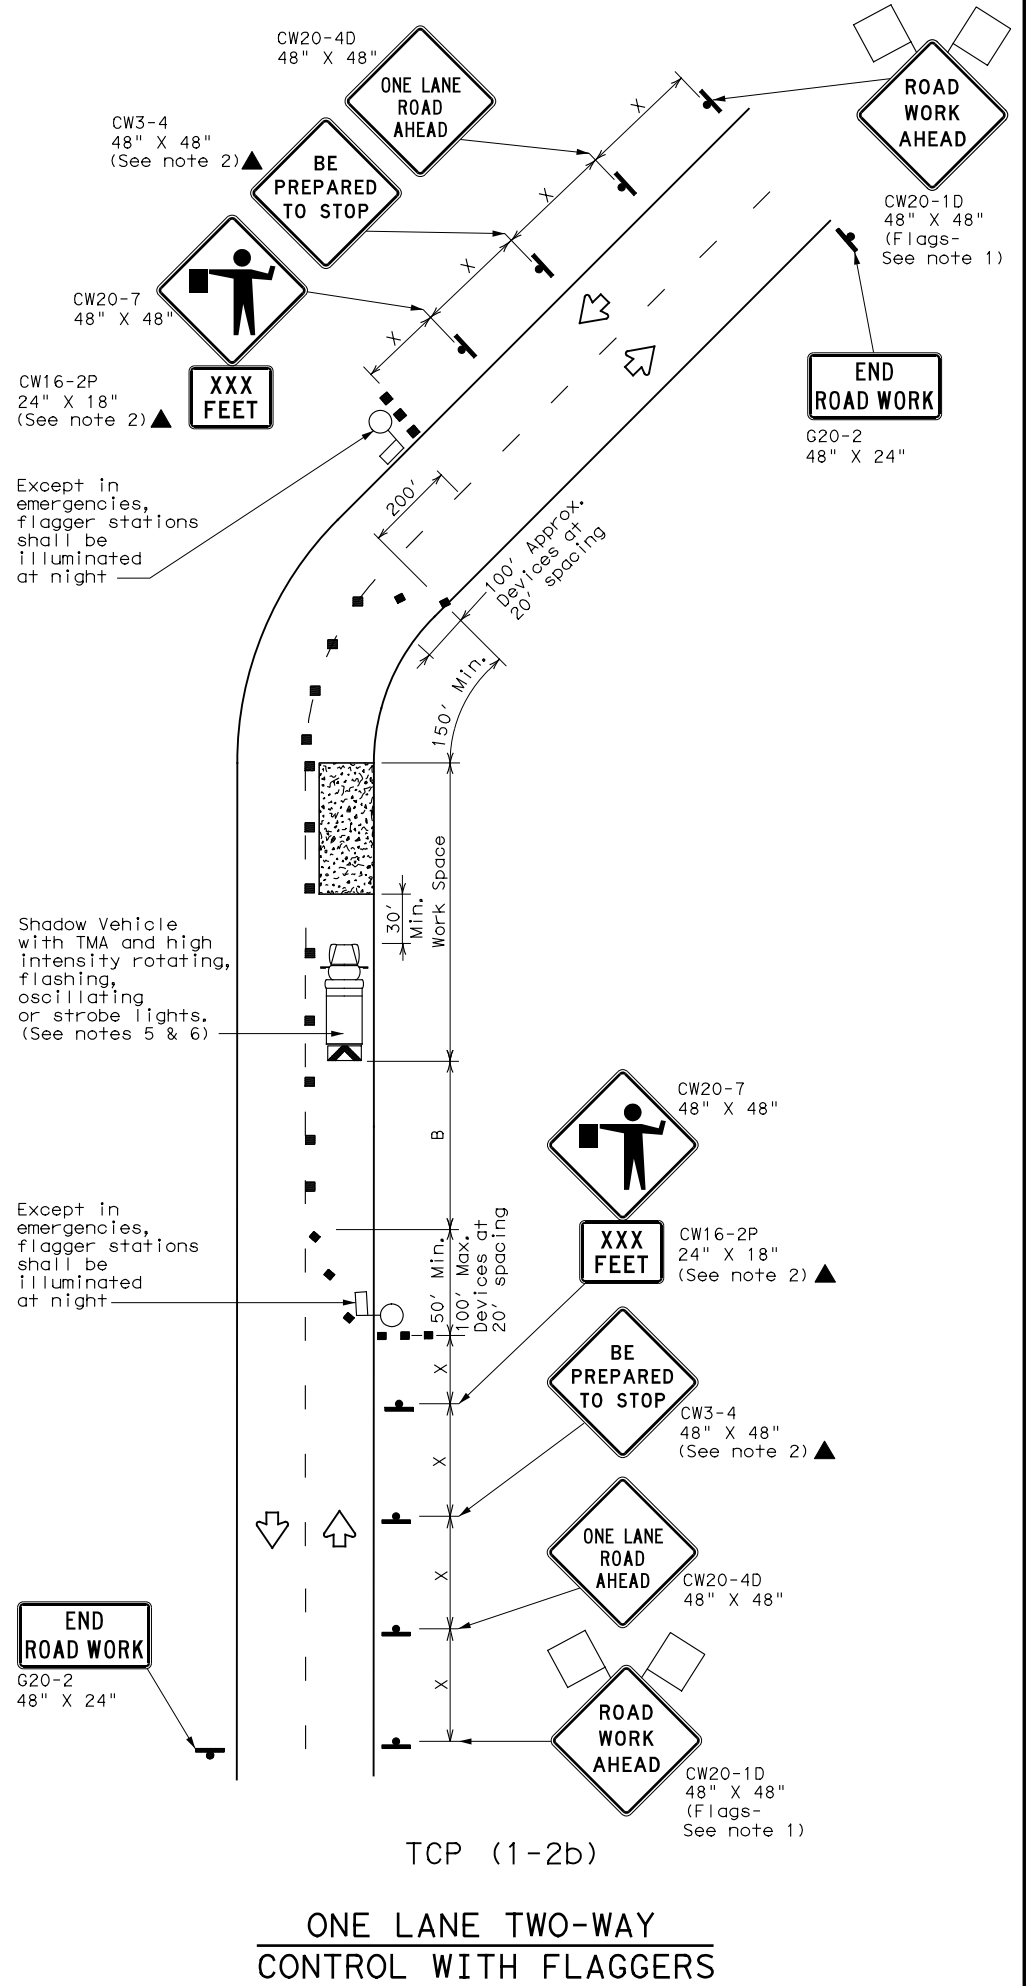 CW20-4D
48" X 48"
ONE LANE
ROAD
AHEAD
ROAD
WORK
AHEAD
CW20-1D
48" X 48"
(Flags-
See note 1)
CW3-4
48" X 48"
(See note 2)
BE
PREPARED
TO STOP
X
X
X
X
CW20-7
48" X 48"
CW16-2P
24" X 18"
(See note 2)
XXX
FEET
END
ROAD WORK
G20-2
48" X 24"
Except in
emergencies,
flagger stations
shall be
illuminated
at night
200'
100' Approx.
Devices at
20' spacing
150' Min.
Work Space
30'
Min.
Shadow Vehicle
with TMA and high
intensity rotating,
flashing,
oscillating
or strobe lights.
(See notes 5 & 6)
B
CW20-7
48" X 48"
XXX
FEET
CW16-2P
24" X 18"
(See note 2)
Except in
emergencies,
flagger stations
shall be
illuminated
at night
50' Min.
100' Max.
Devices at
20' spacing
X
X
X
X
BE
PREPARED
TO STOP
CW3-4
48" X 48"
(See note 2)
ONE LANE
ROAD
AHEAD
CW20-4D
48" X 48"
END
ROAD WORK
G20-2
48" X 24"
ROAD
WORK
AHEAD
CW20-1D
48" X 48"
(Flags-
See note 1)
TCP (1-2b)
ONE LANE TWO-WAY
CONTROL WITH FLAGGERS